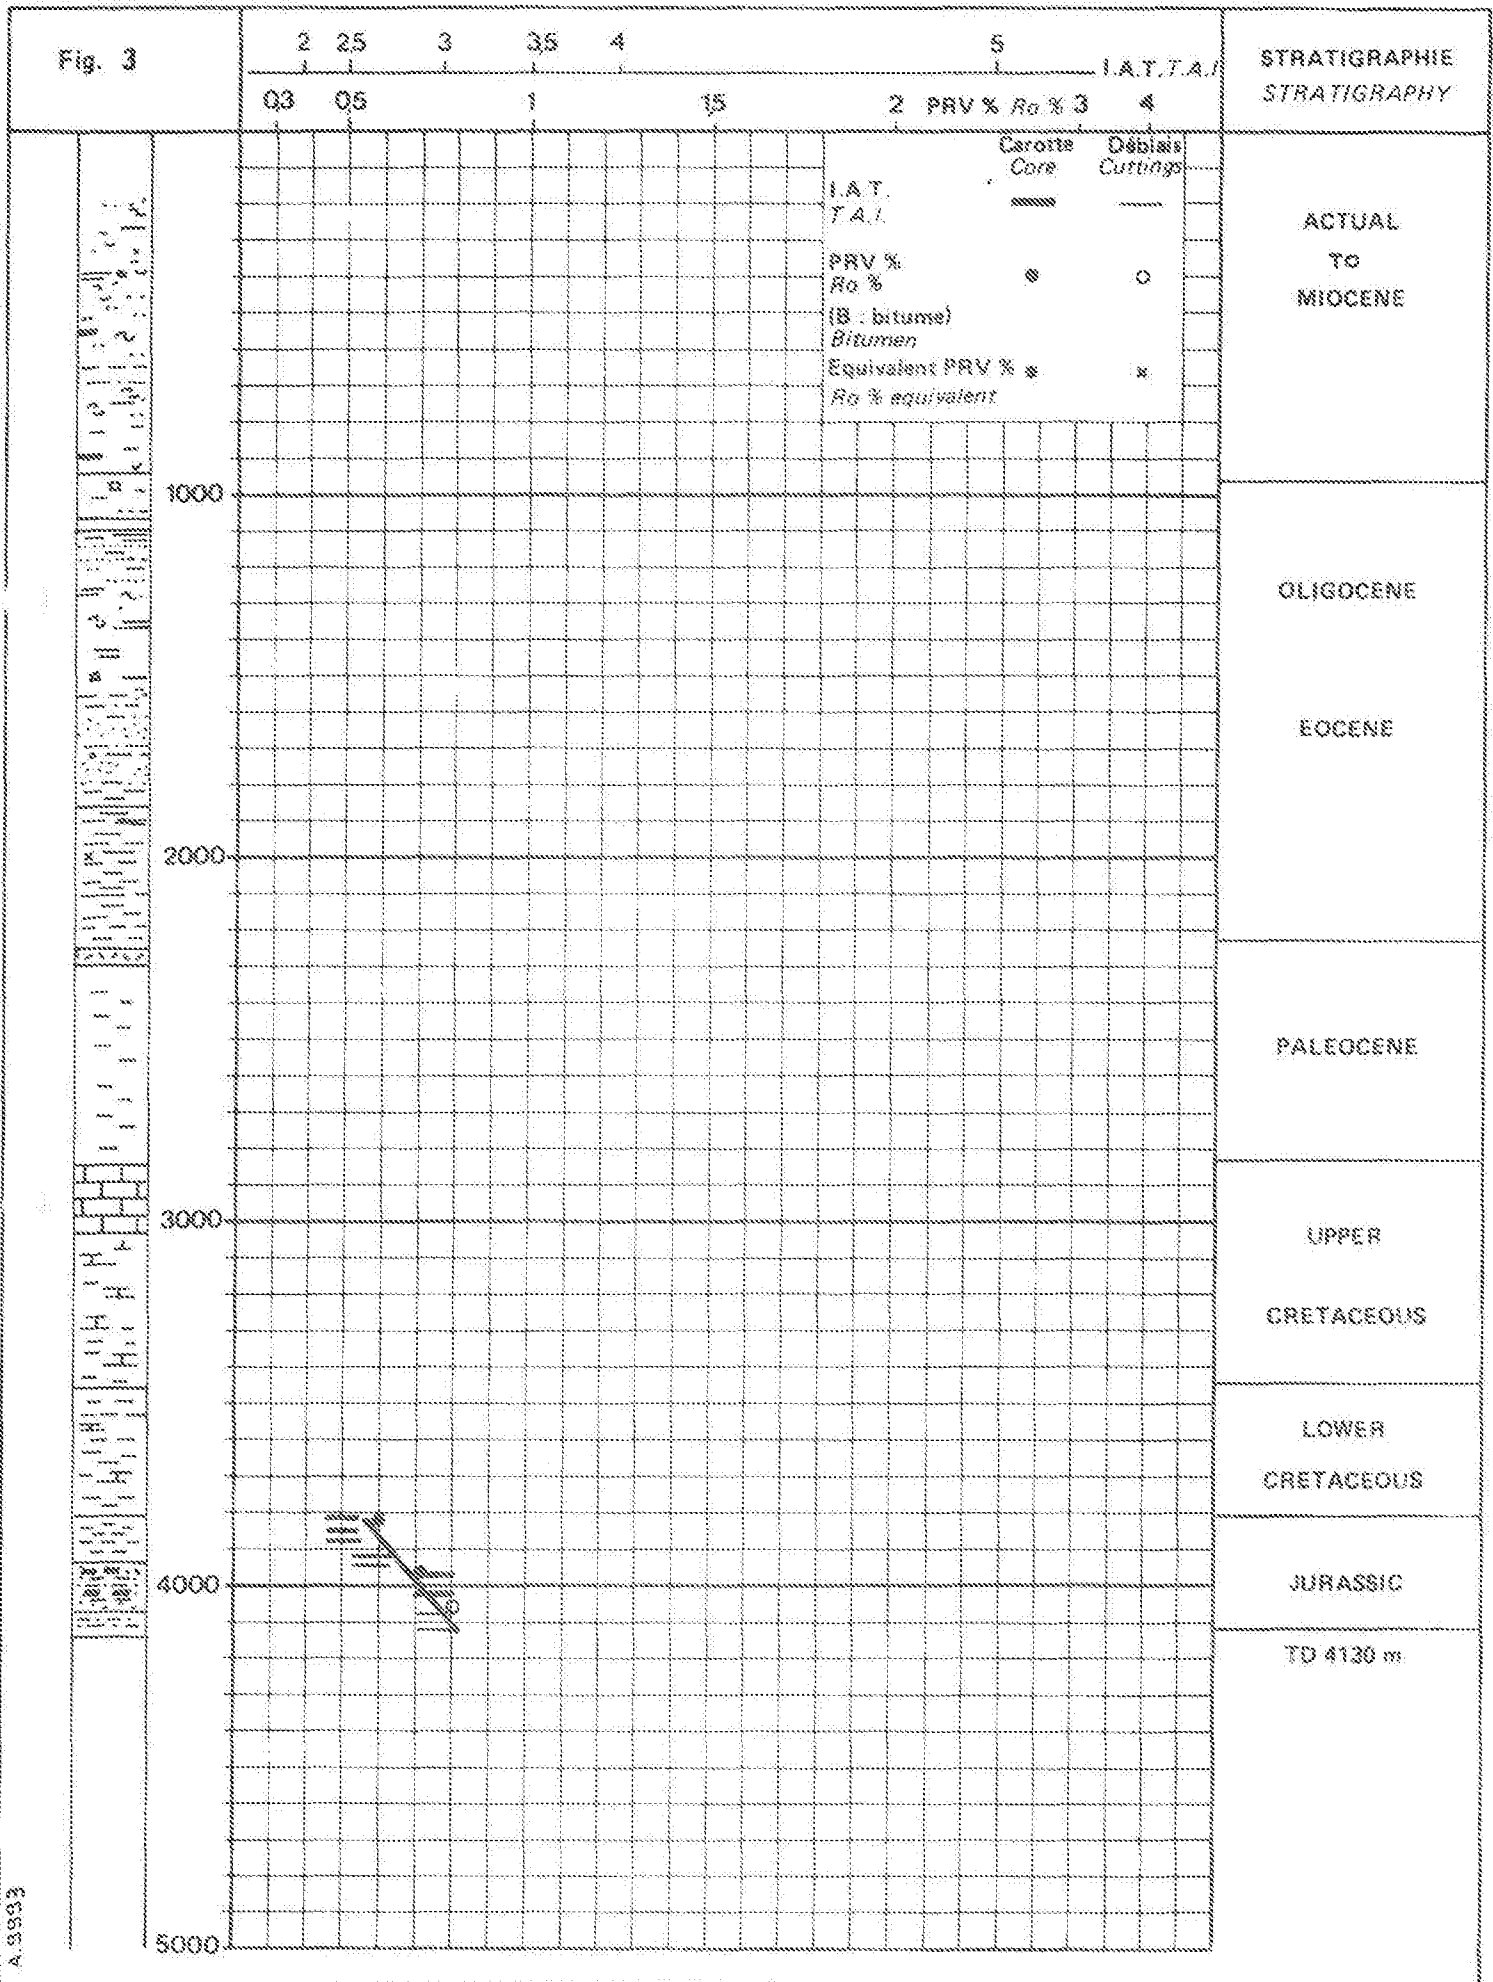 Fig. 3
2 2,5 3 3,5 4 5 I.A.T. T.A.I
0,3 0,5 1 1,5 2 PRV % Ro % 3 4
STRATIGRAPHIE
STRATIGRAPHY
Carotte Déblais
Core Cuttings
I.A.T.
T.A.I.
PRV %
Ro %
(B : bitume)
Bitumen
Equivalent PRV %
Ro % equivalent
ACTUAL
TO
MIOCENE
1000
OLIGOCENE
EOCENE
2000
PALEOCENE
3000
UPPER
CRETACEOUS
LOWER
CRETACEOUS
4000
JURASSIC
TD 4130 m
5000